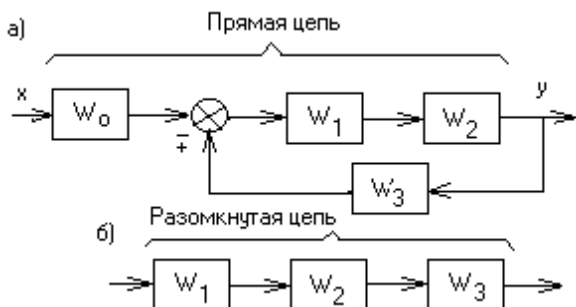 а) Прямая цепь
x y
W₀ W₁ W₂
∓
W₃
б) Разомкнутая цепь
W₁ W₂ W₃